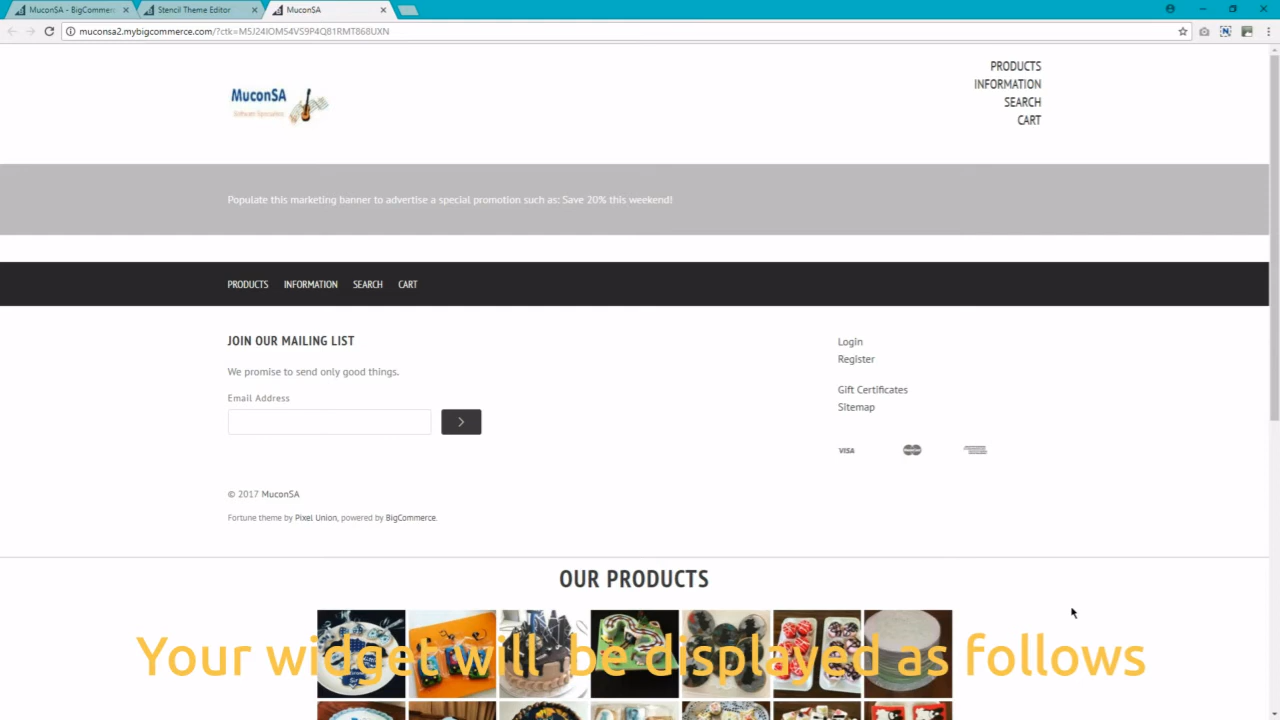 MuconSA - BigCommerc
Stencil Theme Editor
MuconSA
muconsa2.mybigcommerce.com/?ctk=M5J24IOM54VS9P4Q81RMT868UXN
MuconSA
Software Specialists
PRODUCTS
INFORMATION
SEARCH
CART
Populate this marketing banner to advertise a special promotion such as: Save 20% this weekend!
PRODUCTS INFORMATION SEARCH CART
JOIN OUR MAILING LIST
We promise to send only good things.
Email Address
Login
Register
Gift Certificates
Sitemap
VISA
© 2017 MuconSA
Fortune theme by Pixel Union, powered by BigCommerce.
OUR PRODUCTS
Your widget will be displayed as follows